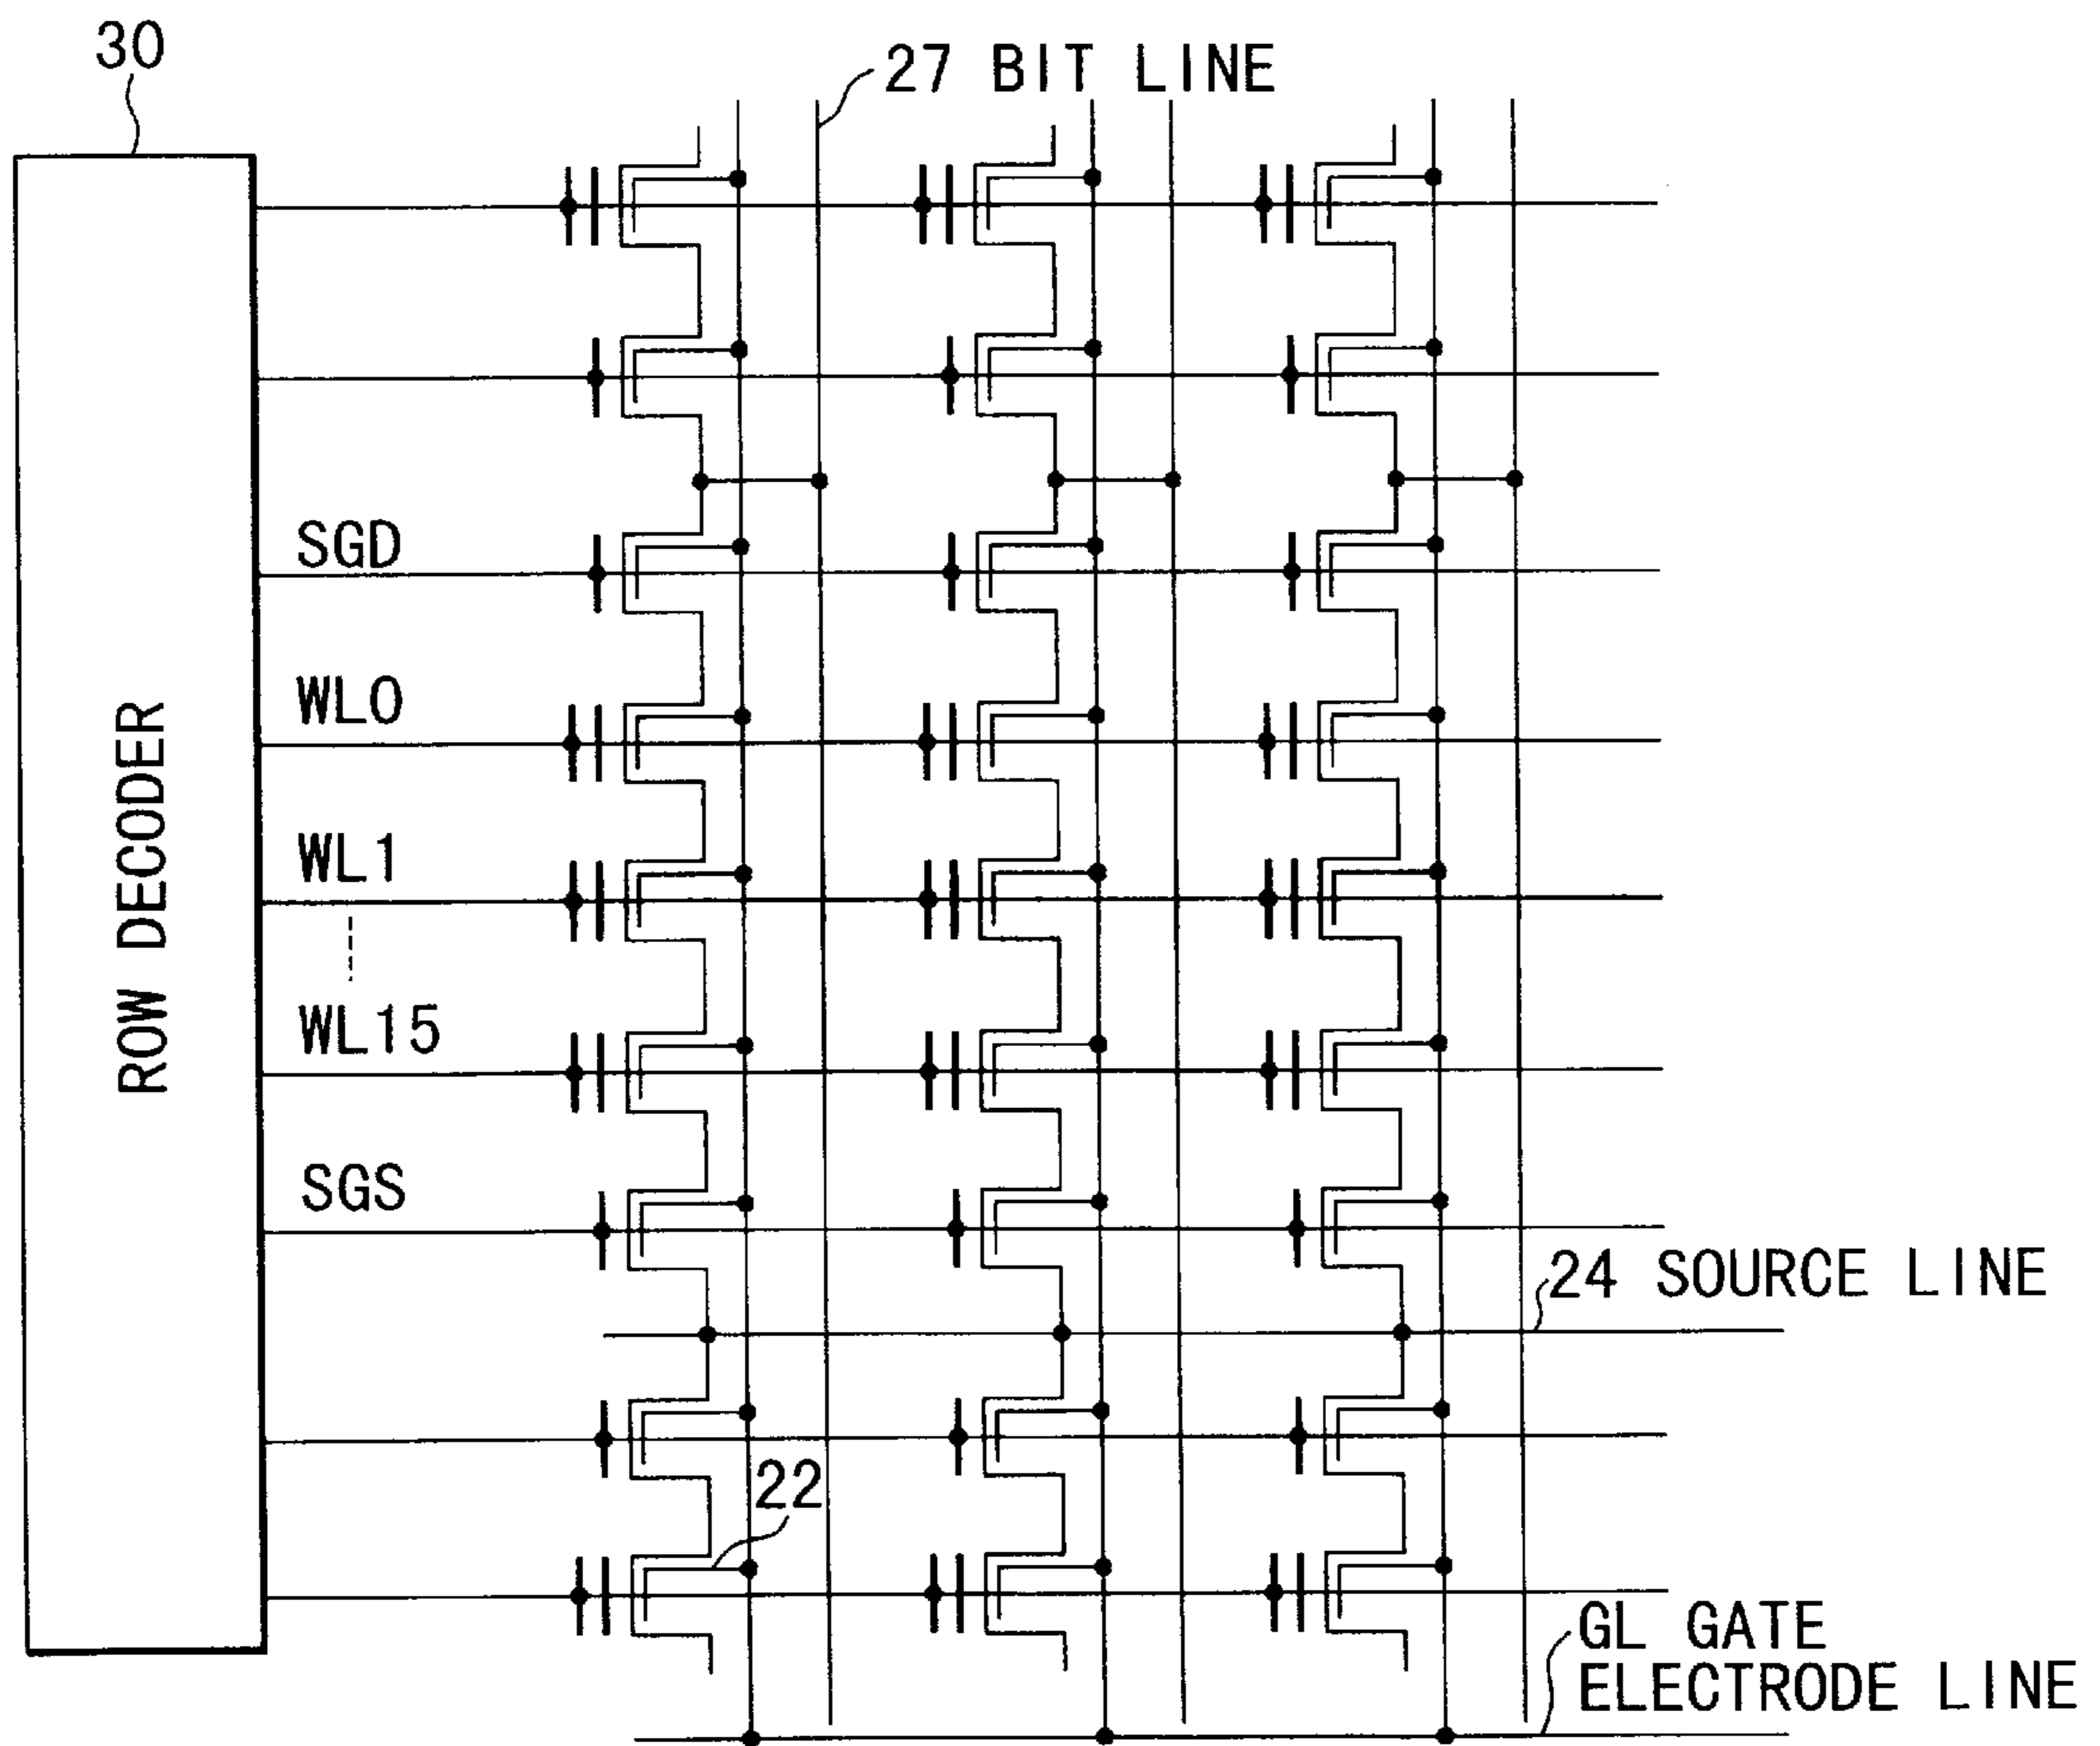 30
27 BIT LINE
SGD
WL0
WL1
WL15
SGS
ROW DECODER
24 SOURCE LINE
22
GL GATE
ELECTRODE LINE